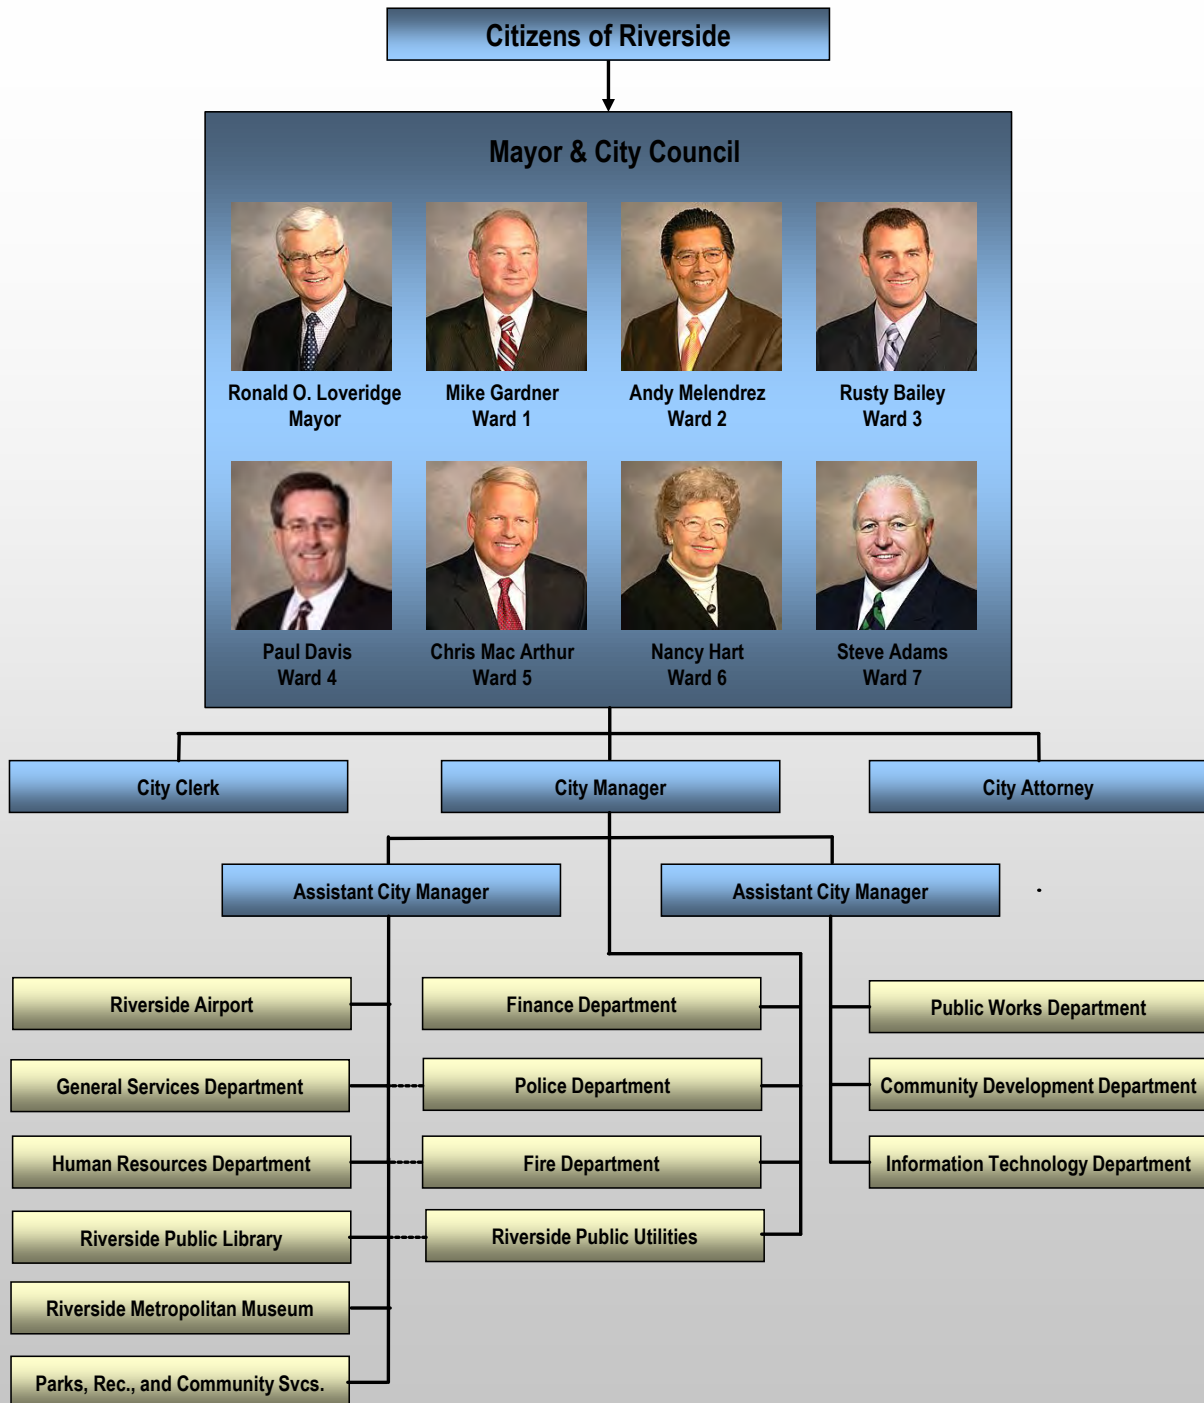 Citizens of Riverside
Mayor & City Council
Ronald O. Loveridge
Mayor
Mike Gardner
Ward 1
Andy Melendrez
Ward 2
Rusty Bailey
Ward 3
Paul Davis
Ward 4
Chris Mac Arthur
Ward 5
Nancy Hart
Ward 6
Steve Adams
Ward 7
City Clerk
City Manager
City Attorney
Assistant City Manager
Assistant City Manager
.
Riverside Airport
Finance Department
Public Works Department
General Services Department
Police Department
Community Development Department
Human Resources Department
Fire Department
Information Technology Department
Riverside Public Library
Riverside Public Utilities
Riverside Metropolitan Museum
Parks, Rec., and Community Svcs.